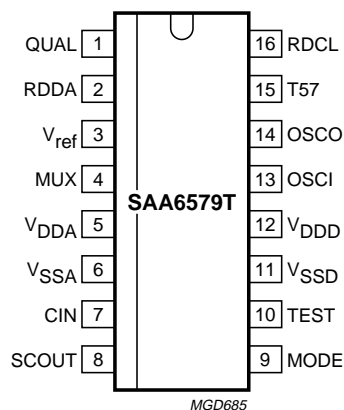 QUAL 1 16 RDCL
RDDA 2 15 T57
Vref 3 14 OSCO
MUX 4 13 OSCI
SAA6579T
VDDA 5 12 VDDD
VSSA 6 11 VSSD
CIN 7 10 TEST
SCOUT 8 9 MODE
MGD685